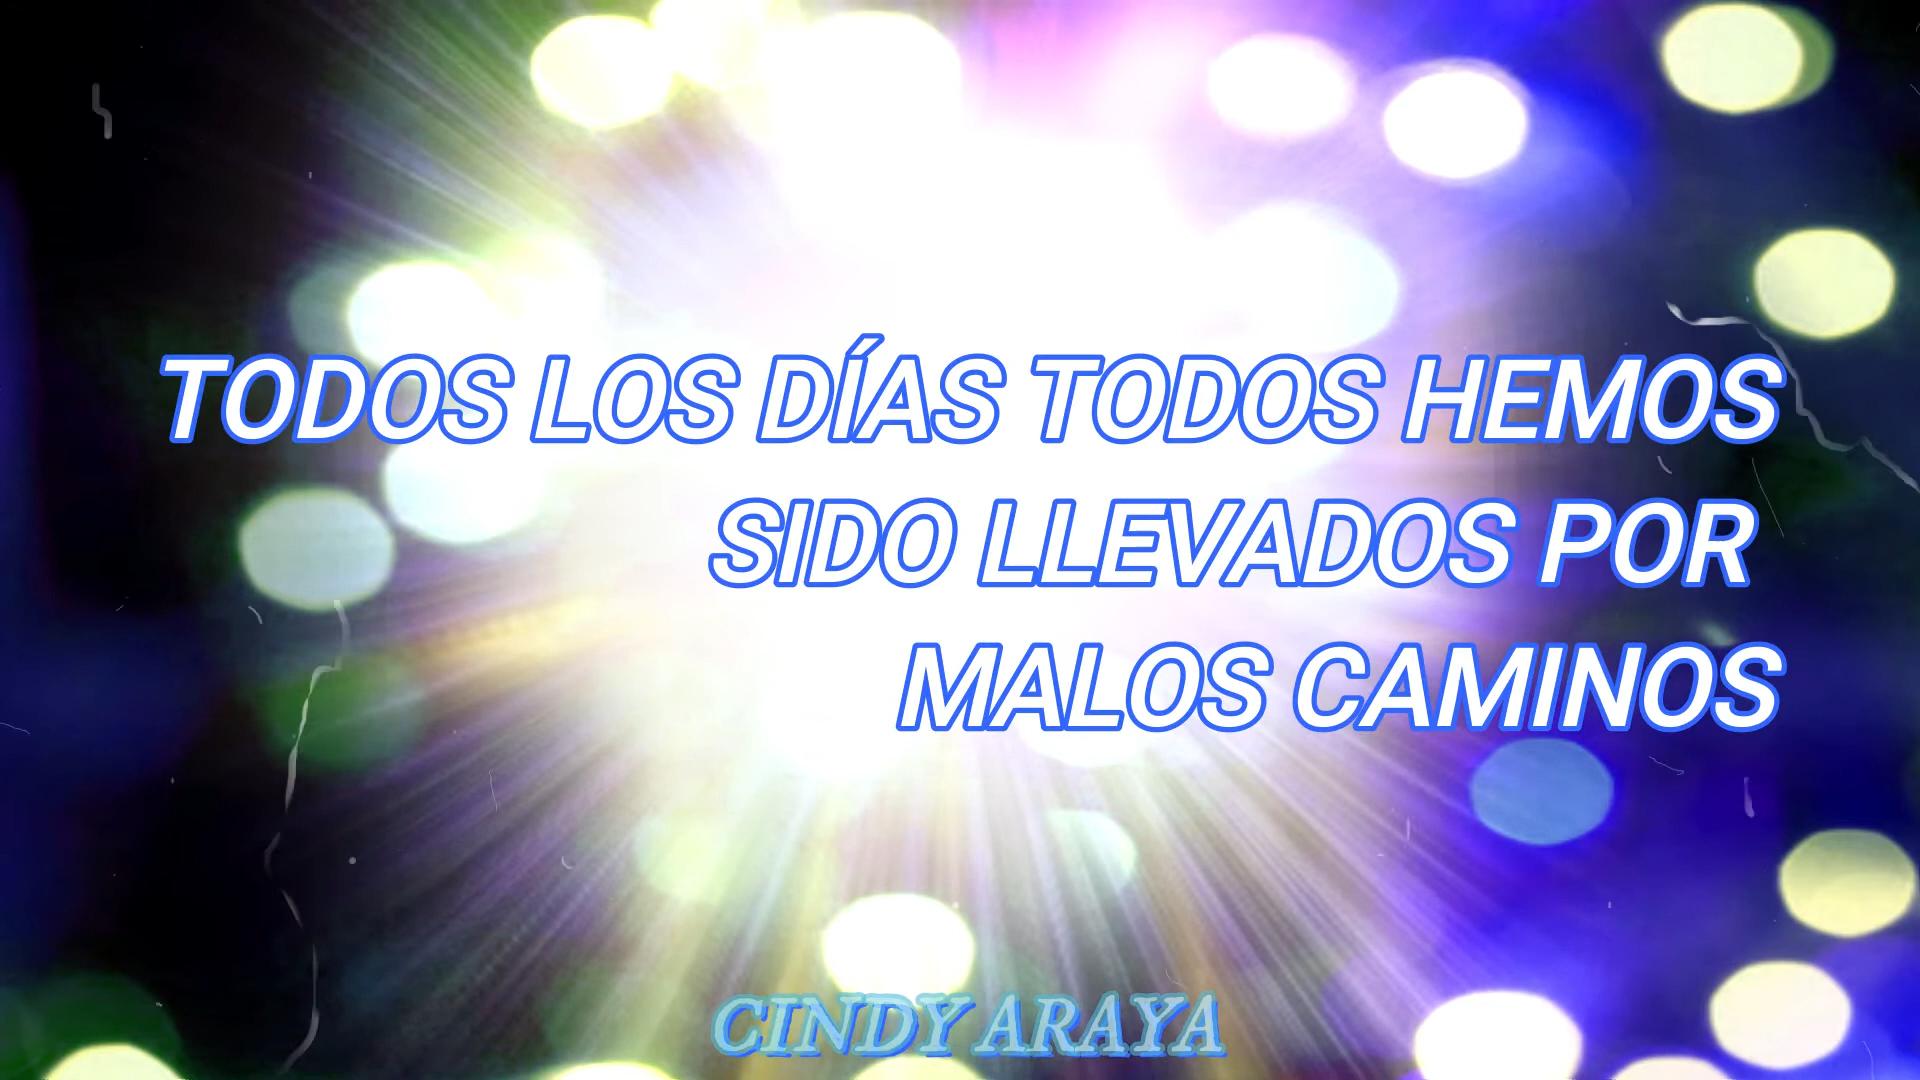 TODOS LOS DÍAS TODOS HEMOS
SIDO LLEVADOS POR
MALOS CAMINOS
CINDY ARAYA